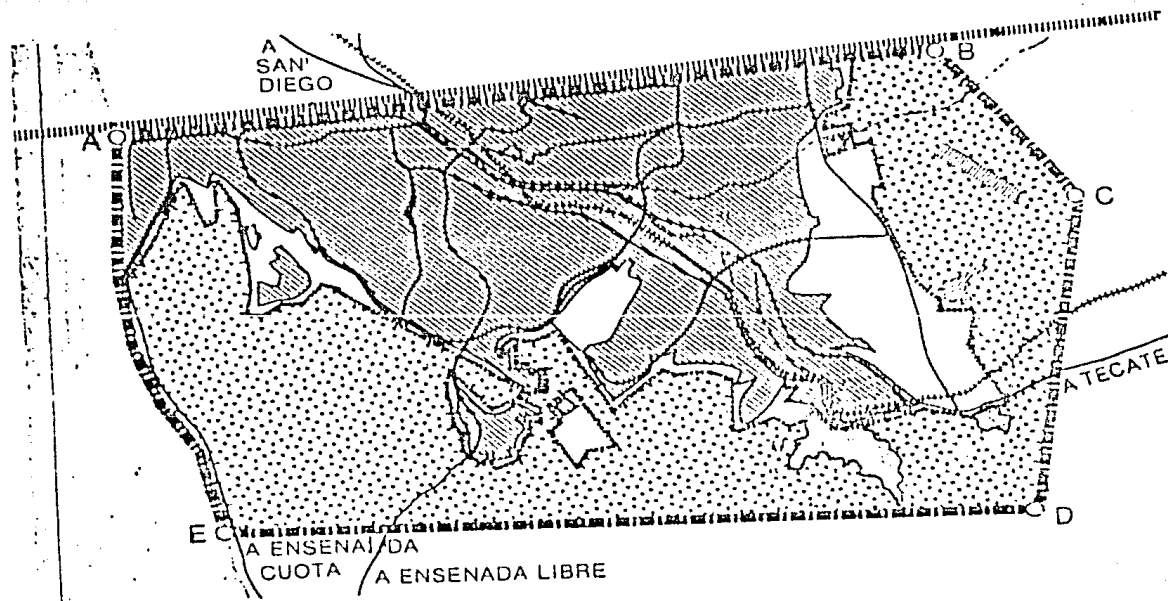 A
SAN
DIEGO
B
A
C
A TECATE
D
E
A ENSENADA
CUOTA
A ENSENADA LIBRE